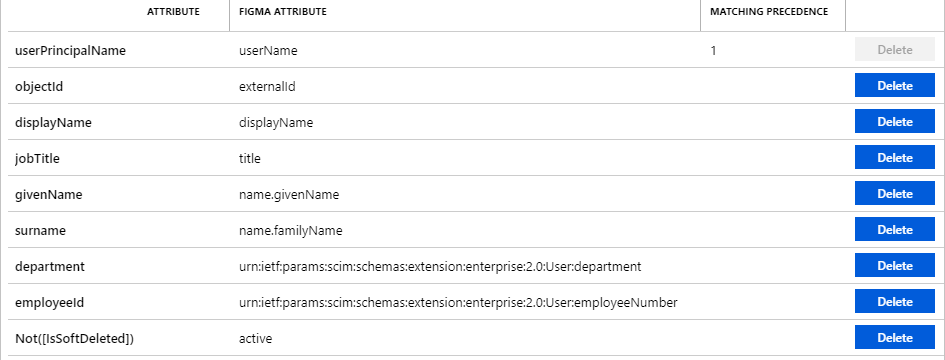 ATTRIBUTE FIGMA ATTRIBUTE MATCHING PRECEDENCE
userPrincipalName userName 1 Delete
objectId externalId Delete
displayName displayName Delete
jobTitle title Delete
givenName name.givenName Delete
surname name.familyName Delete
department urn:ietf:params:scim:schemas:extension:enterprise:2.0:User:department Delete
employeeId urn:ietf:params:scim:schemas:extension:enterprise:2.0:User:employeeNumber Delete
Not([IsSoftDeleted]) active Delete